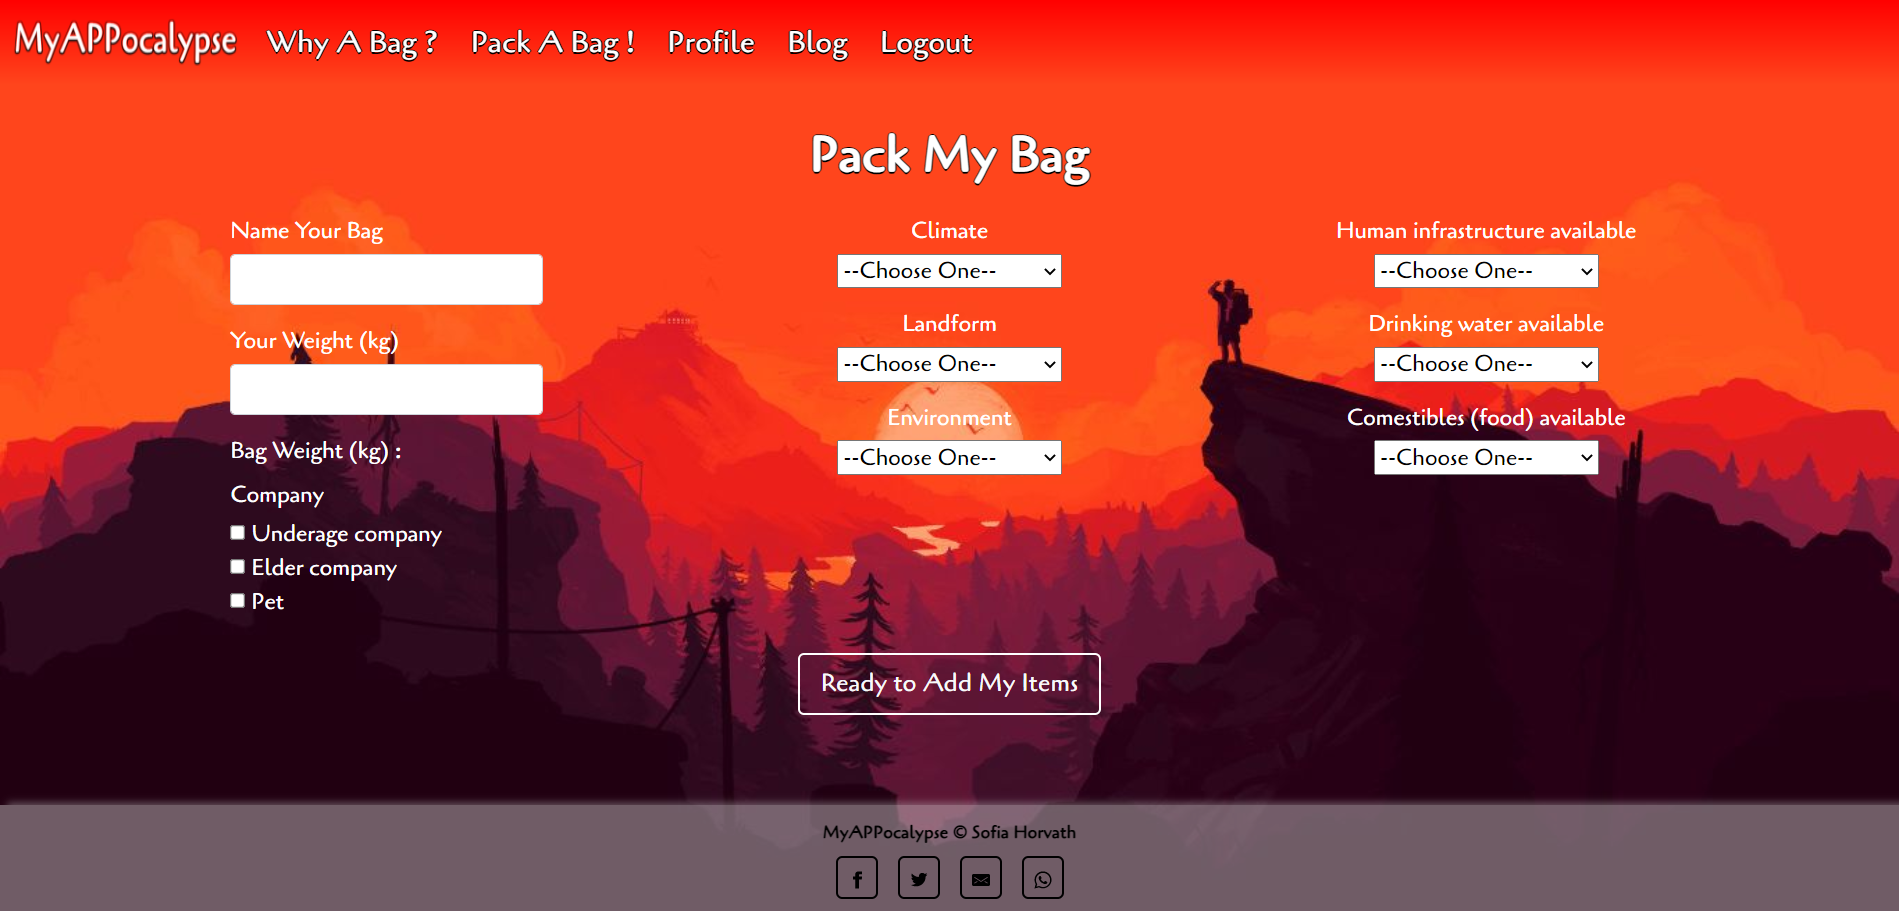 MyAPPocalypse
Why A Bag ?
Pack A Bag !
Profile
Blog
Logout
Pack My Bag
Name Your Bag
Your Weight (kg)
Bag Weight (kg) :
Company
Underage company
Elder company
Pet
Climate
--Choose One--
Landform
--Choose One--
Environment
--Choose One--
Human infrastructure available
--Choose One--
Drinking water available
--Choose One--
Comestibles (food) available
--Choose One--
Ready to Add My Items
MyAPPocalypse © Sofia Horvath